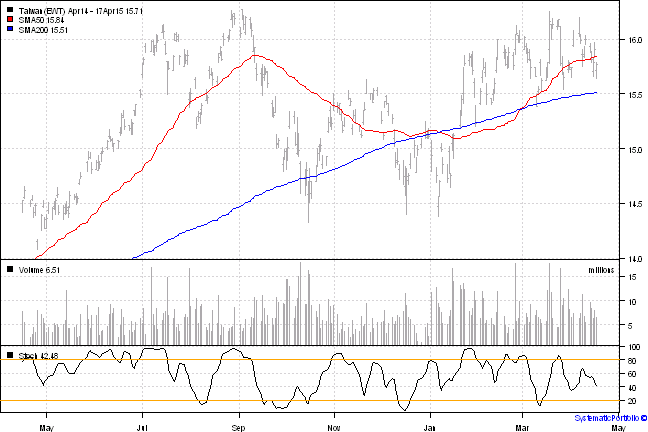 Taiwan (EWT) Apr14 - 17Apr15 15.71
SMA50 15.84
SMA200 15.51
16.0
15.5
15.0
14.5
14.0
Volume 6.51
millions
15
10
5
Stoch 42.48
100
80
60
40
20
May Jul Sep Nov Jan Mar May
SystematicPortfolio ©